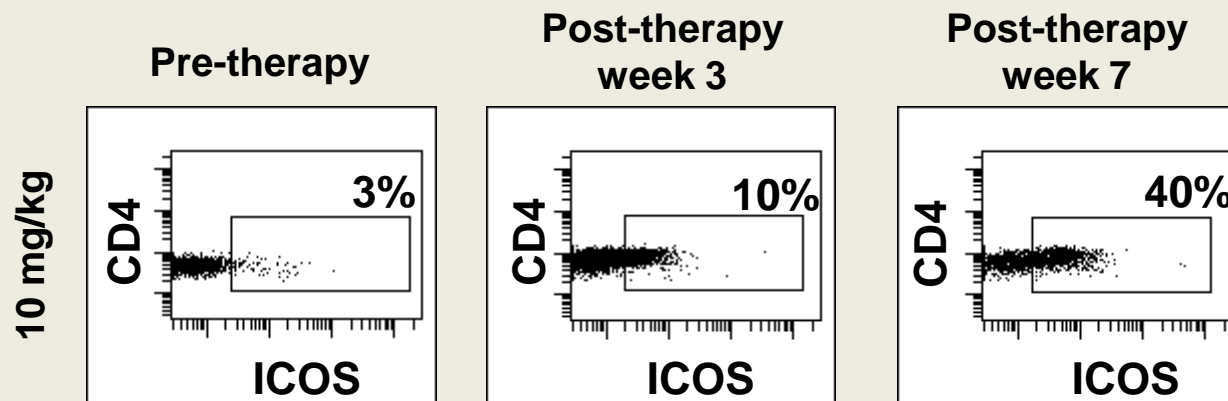 Pre-therapy
Post-therapy
week 3
Post-therapy
week 7
10 mg/kg
CD4
3%
ICOS
CD4
10%
ICOS
CD4
40%
ICOS